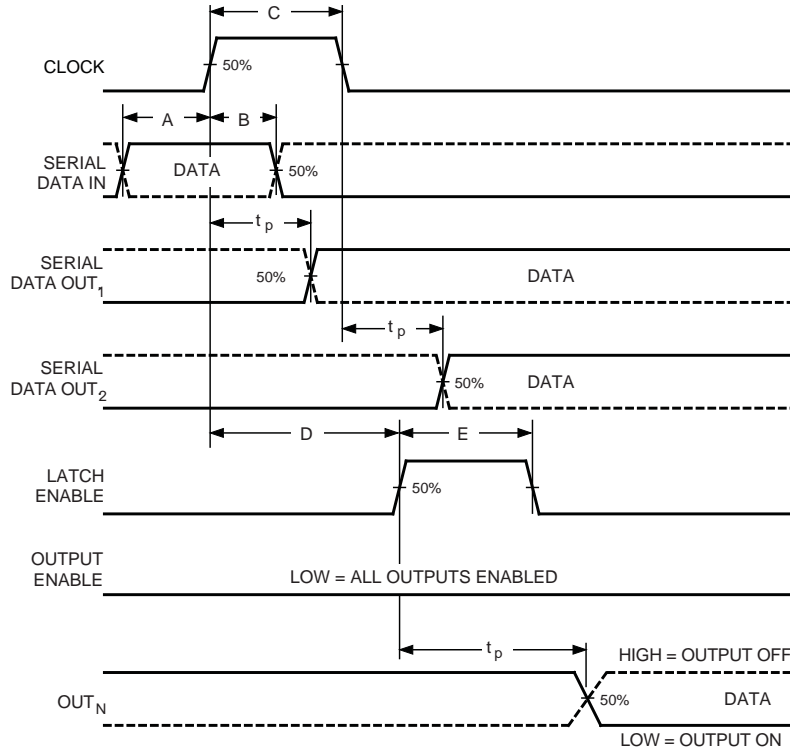 C
CLOCK
50%
A
B
SERIAL
DATA IN
DATA
50%
t p
SERIAL
DATA OUT1
50%
DATA
t p
SERIAL
DATA OUT2
50%
DATA
D
E
LATCH
ENABLE
50%
OUTPUT
ENABLE
LOW = ALL OUTPUTS ENABLED
t p
HIGH = OUTPUT OFF
OUTN
50%
DATA
LOW = OUTPUT ON